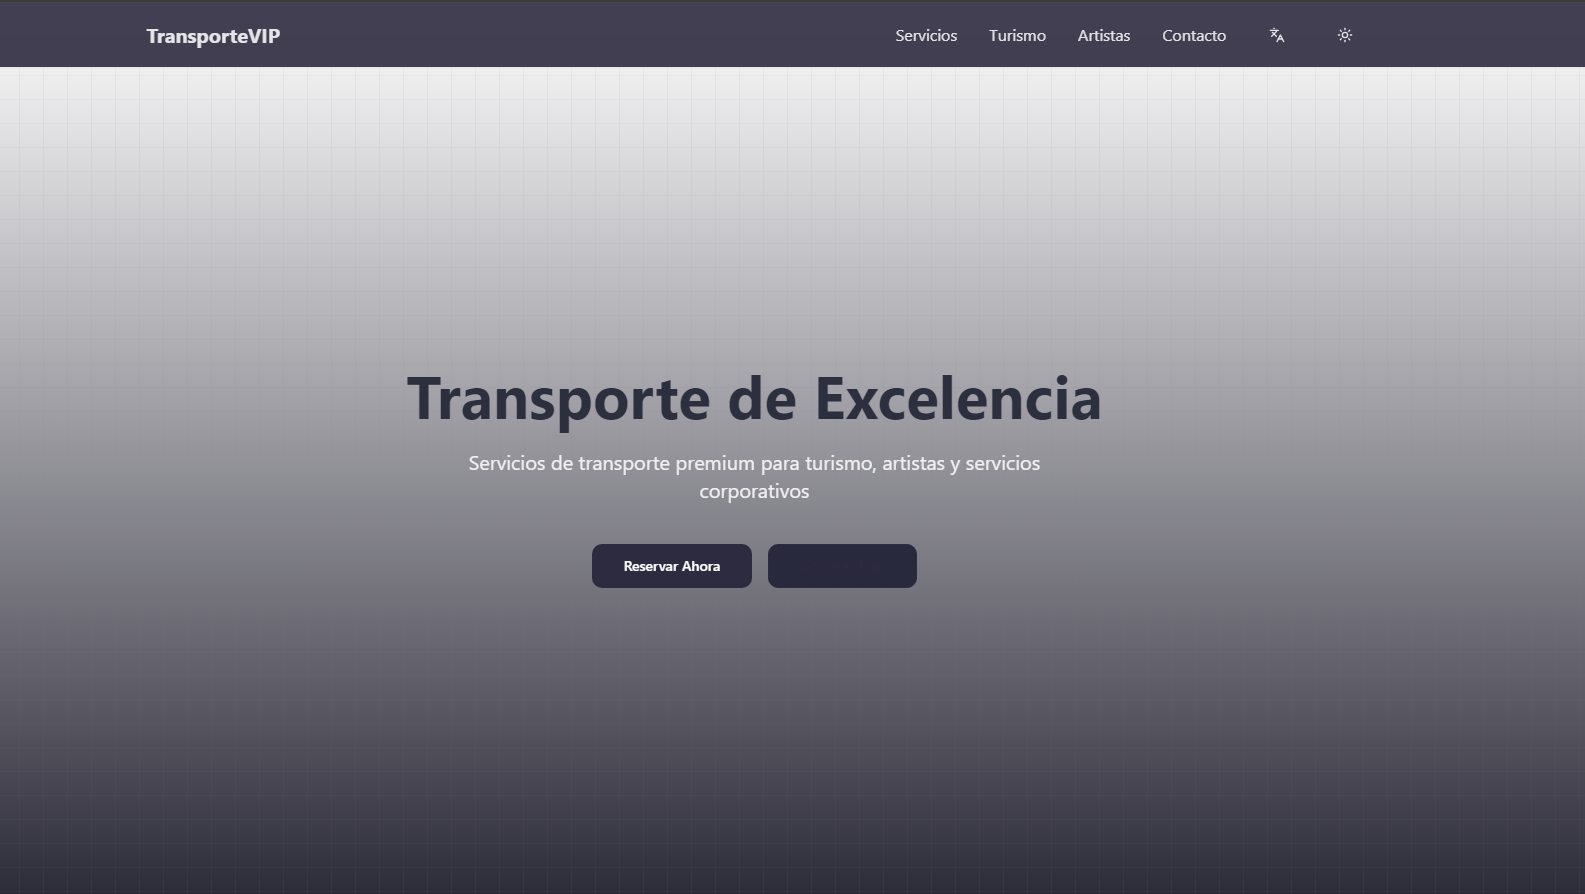 TransporteVIP
Servicios Turismo Artistas Contacto
Transporte de Excelencia
Servicios de transporte premium para turismo, artistas y servicios
corporativos
Reservar Ahora